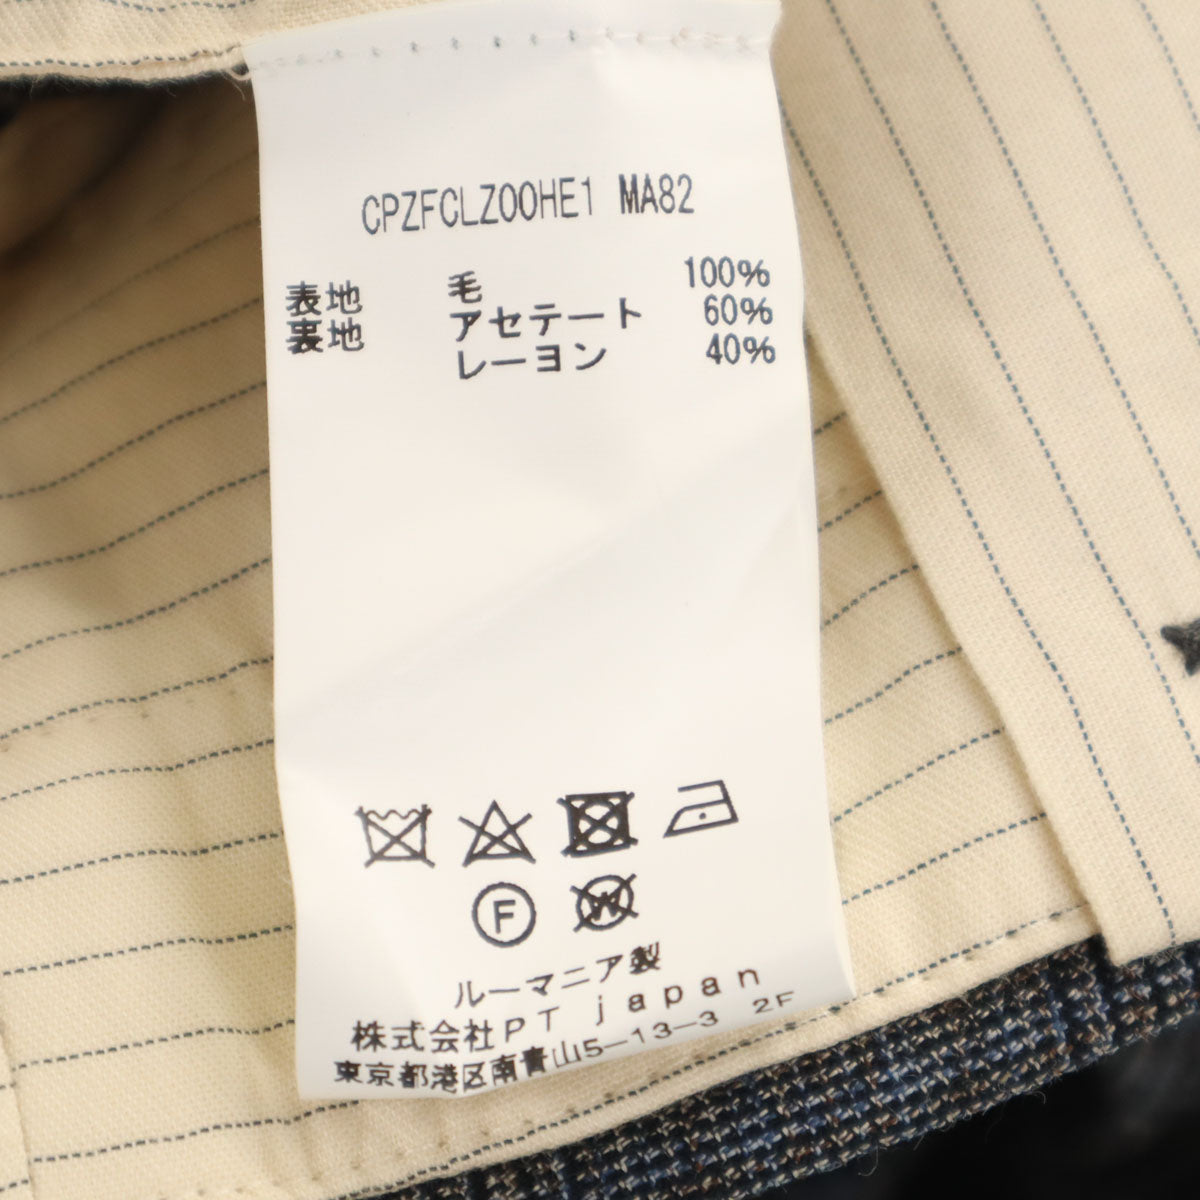 CPZFCLZ00HE1 MA82
表地 毛 100%
裏地 アセテート 60%
レーヨン 40%
F
W
ルーマニア製
株式会社PT japan
東京都港区南青山5-13-3 2F